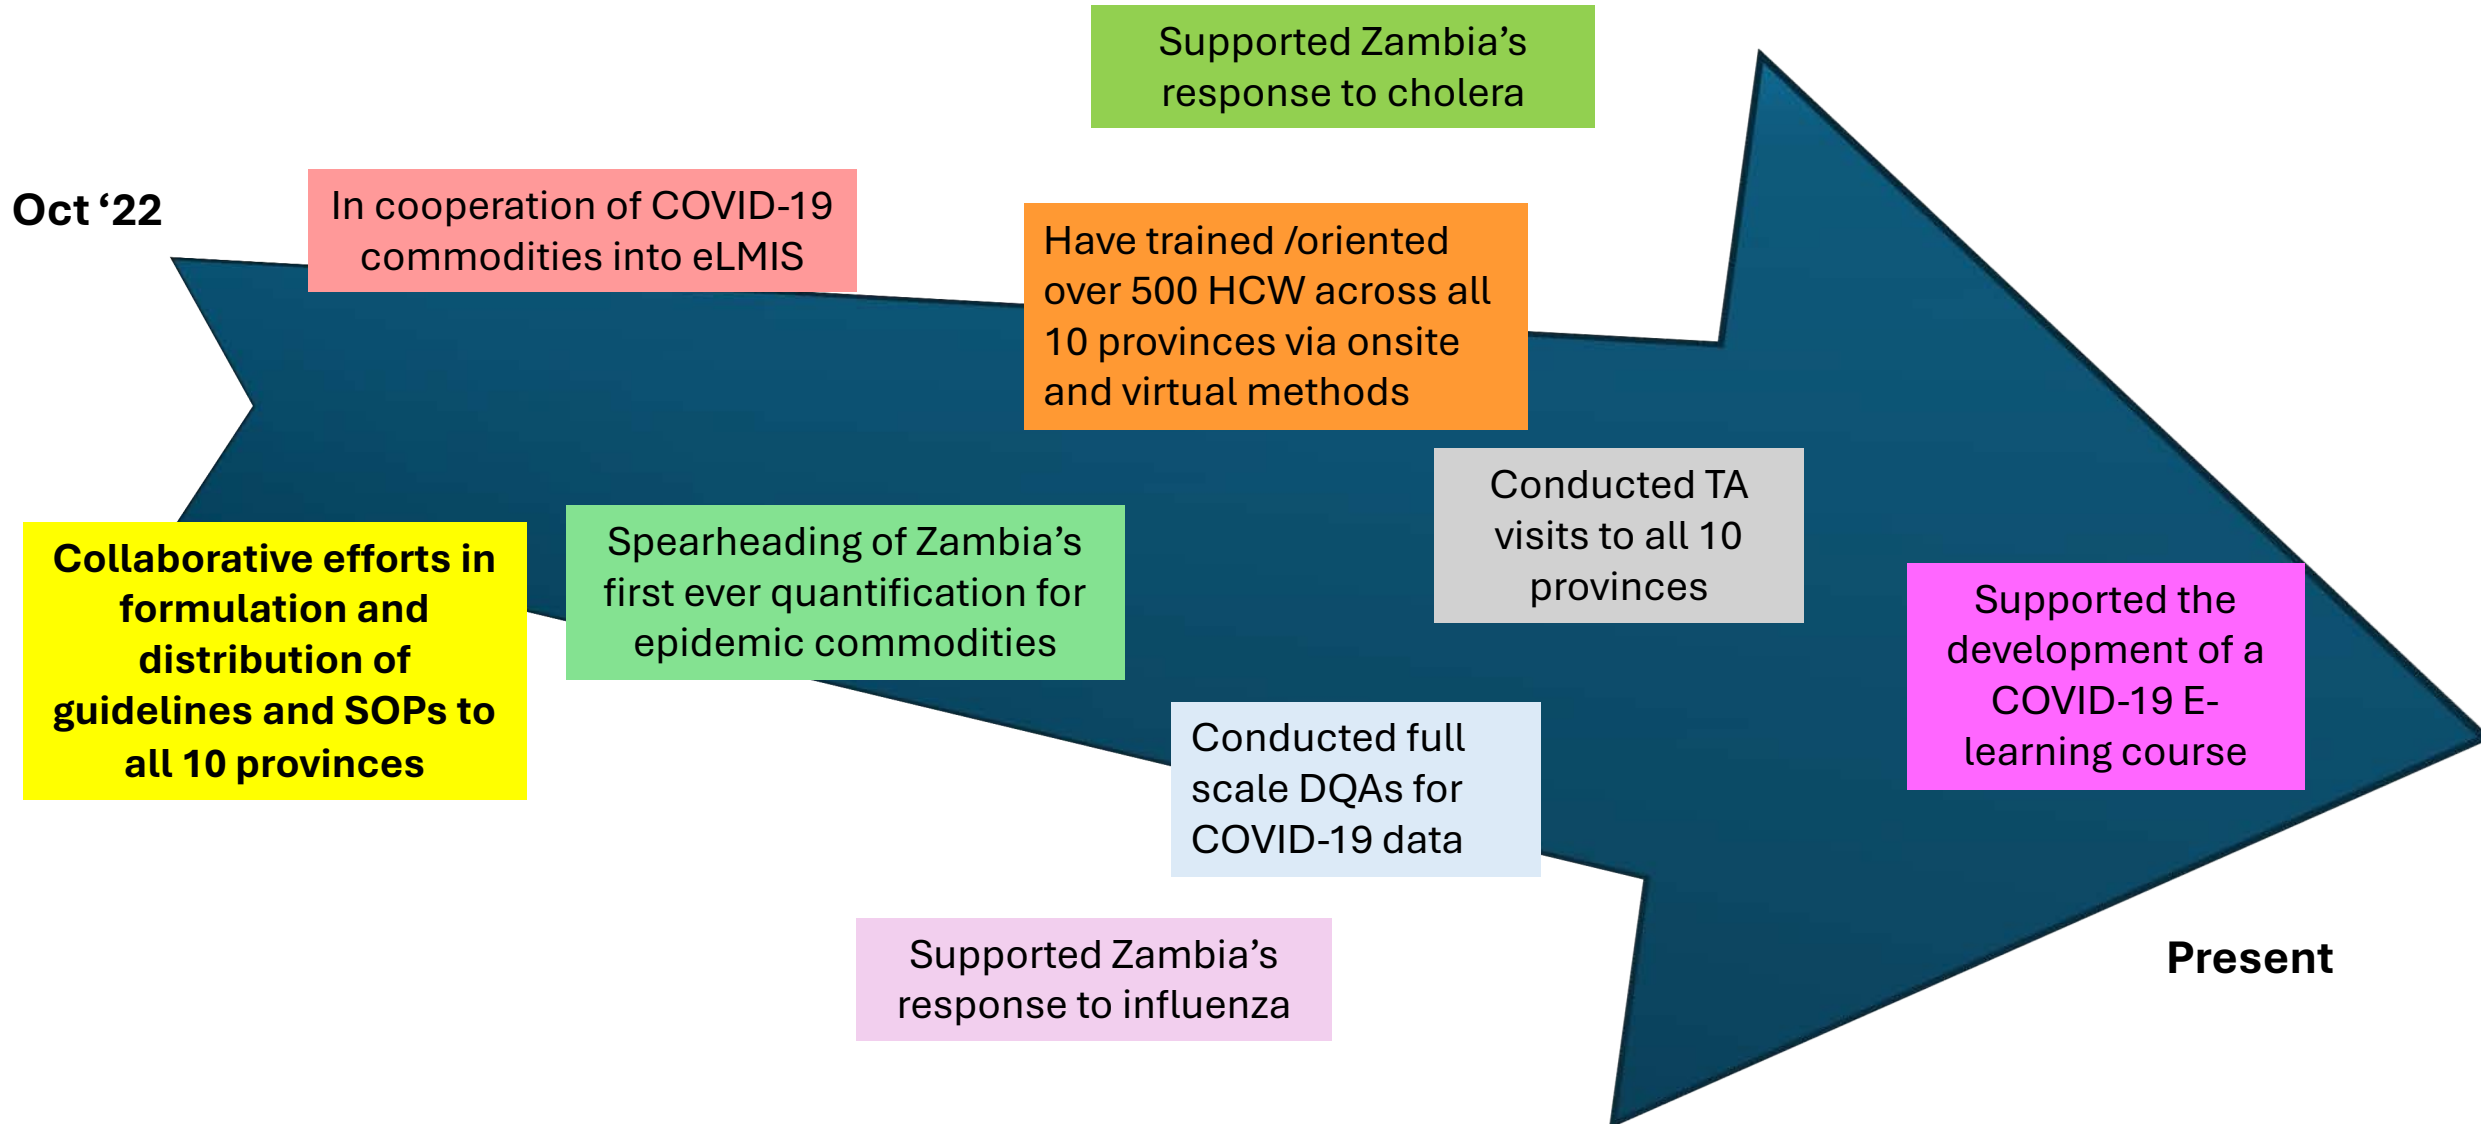 Oct ‘22
In cooperation of COVID-19
commodities into eLMIS
Supported Zambia’s
response to cholera
Have trained /oriented
over 500 HCW across all
10 provinces via onsite
and virtual methods
Collaborative efforts in
formulation and
distribution of
guidelines and SOPs to
all 10 provinces
Spearheading of Zambia’s
first ever quantification for
epidemic commodities
Conducted TA
visits to all 10
provinces
Supported the
development of a
COVID-19 E-
learning course
Conducted full
scale DQAs for
COVID-19 data
Supported Zambia’s
response to influenza
Present